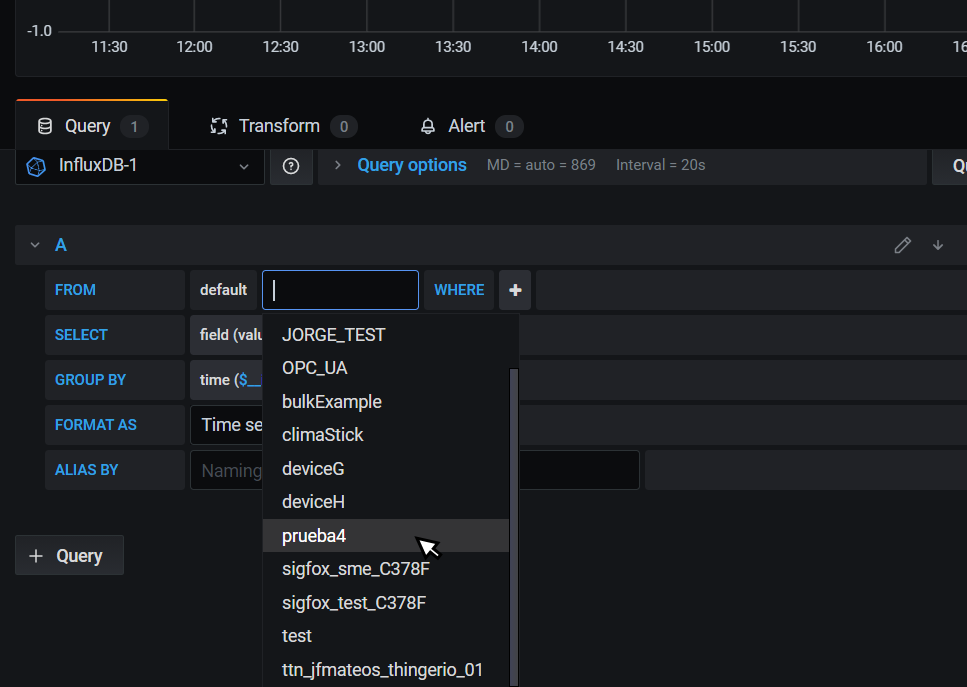 -1.0
11:30 12:00 12:30 13:00 13:30 14:00 14:30 15:00 15:30 16:00 16
Query 1 Transform 0 Alert 0
InfluxDB-1 Query options MD = auto = 869 Interval = 20s Qu
A
FROM default WHERE
SELECT field (valu
GROUP BY time ($__
FORMAT AS Time se
ALIAS BY Naming
JORGE_TEST
OPC_UA
bulkExample
climaStick
deviceG
deviceH
prueba4
sigfox_sme_C378F
sigfox_test_C378F
test
ttn_jfmateos_thingerio_01
+ Query